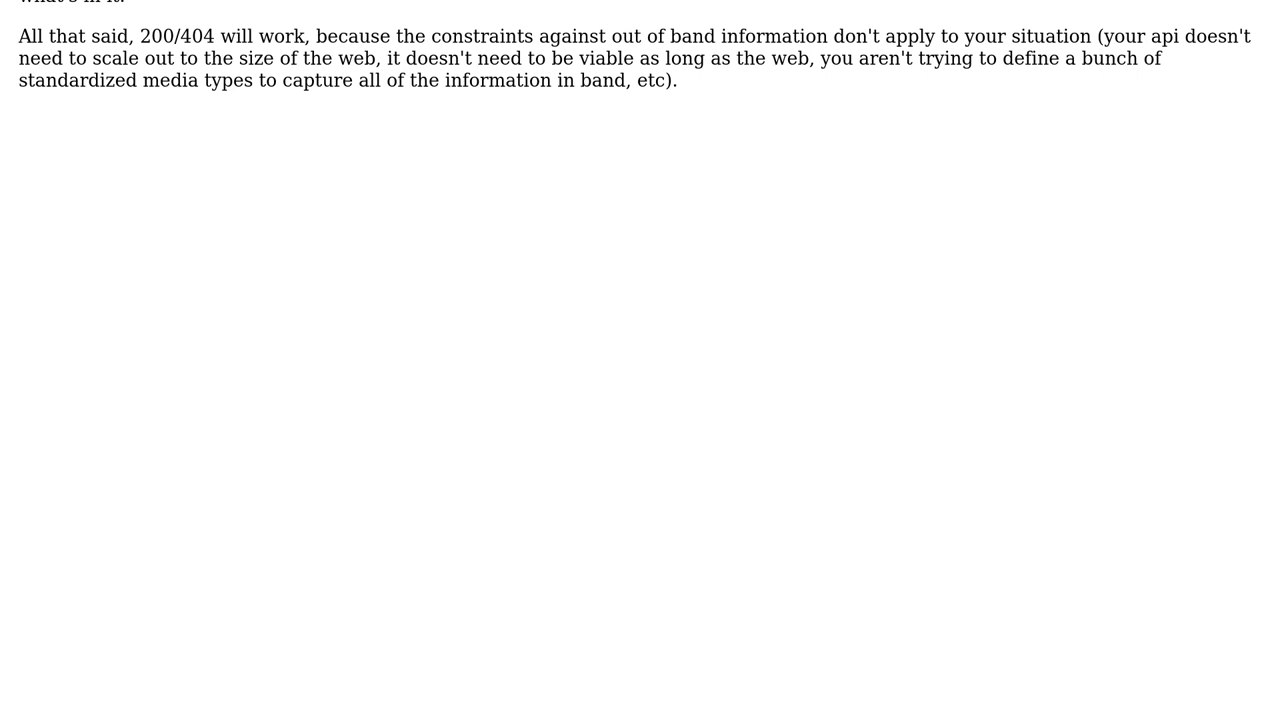 what's in it.
All that said, 200/404 will work, because the constraints against out of band information don't apply to your situation (your api doesn't
need to scale out to the size of the web, it doesn't need to be viable as long as the web, you aren't trying to define a bunch of
standardized media types to capture all of the information in band, etc).